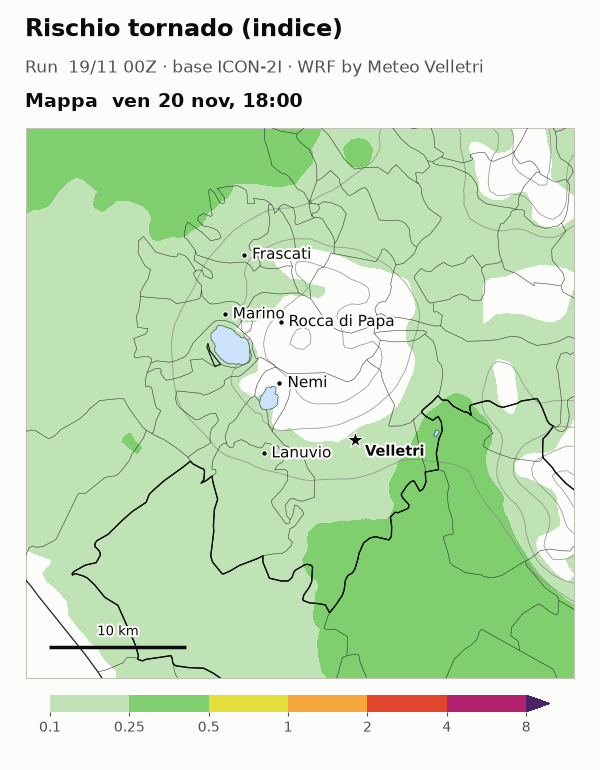 Rischio tornado (indice)
Run  19/11 00Z · base ICON-2I · WRF by Meteo Velletri
Mappa  ven 20 nov, 18:00
Frascati
Marino
Rocca di Papa
Nemi
Velletri
Lanuvio
10 km
0.1 0.25 0.5 1 2 4 8